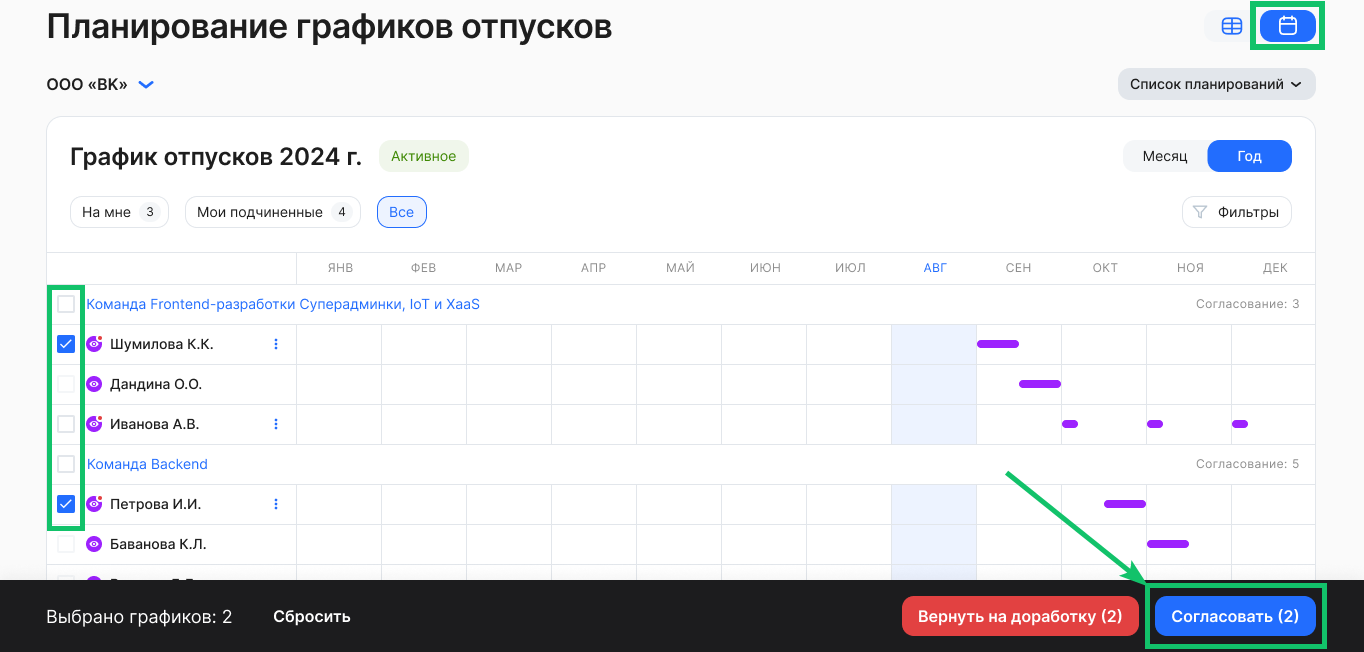 Планирование графиков отпусков
ООО «ВК»
Список планирований
График отпусков 2024 г. Активное
Месяц Год
На мне 3 Мои подчиненные 4 Все Фильтры
ЯНВ ФЕВ МАР АПР МАЙ ИЮН ИЮЛ АВГ СЕН ОКТ НОЯ ДЕК
Команда Frontend-разработки Суперадминки, IoT и XaaS Согласование: 3
Шумилова К.К.
Дандина О.О.
Иванова А.В.
Команда Backend Согласование: 5
Петрова И.И.
Баванова К.Л.
Выбрано графиков: 2 Сбросить Вернуть на доработку (2) Согласовать (2)